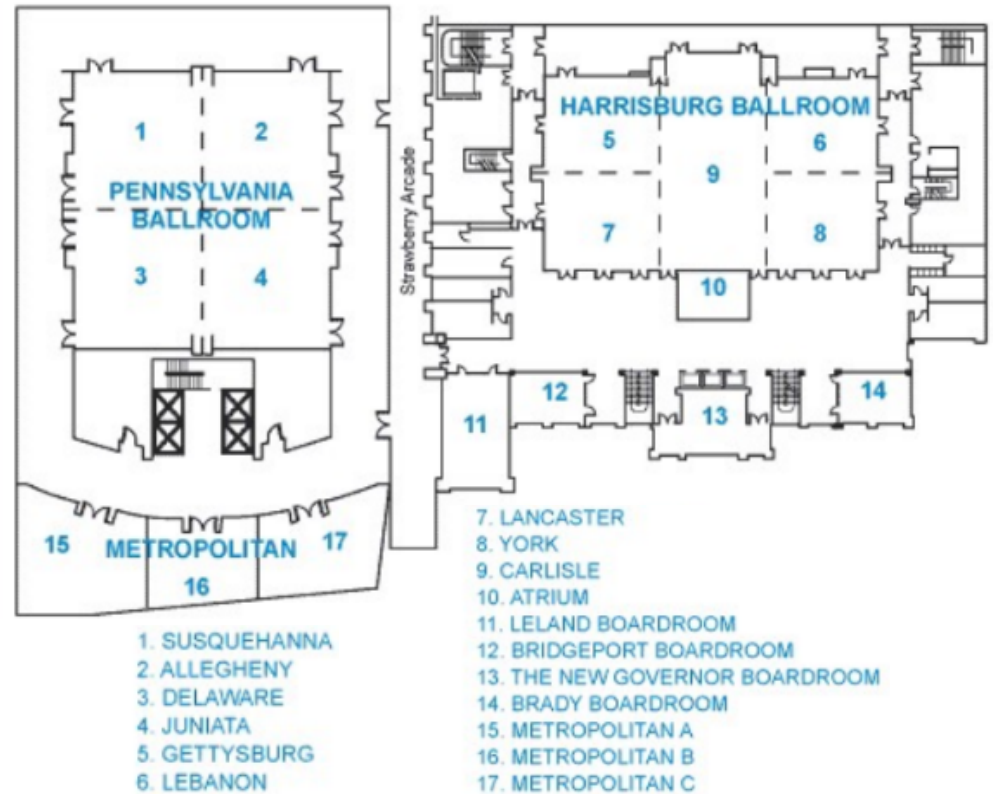 1
2
PENNSYLVANIA
BALLROOM
3
4
Strawberry Arcade
HARRISBURG BALLROOM
5
6
9
7
8
10
11
12
13
14
15
METROPOLITAN
17
16
1. SUSQUEHANNA
2. ALLEGHENY
3. DELAWARE
4. JUNIATA
5. GETTYSBURG
6. LEBANON
7. LANCASTER
8. YORK
9. CARLISLE
10. ATRIUM
11. LELAND BOARDROOM
12. BRIDGEPORT BOARDROOM
13. THE NEW GOVERNOR BOARDROOM
14. BRADY BOARDROOM
15. METROPOLITAN A
16. METROPOLITAN B
17. METROPOLITAN C